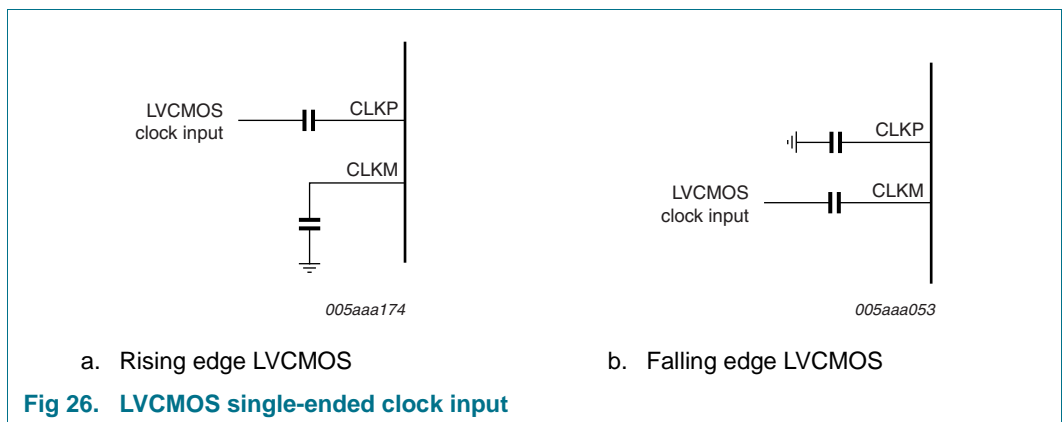 LVCMOS
clock input
CLKP
CLKM
005aaa174
a. Rising edge LVCMOS
CLKP
LVCMOS
clock input
CLKM
005aaa053
b. Falling edge LVCMOS
Fig 26. LVCMOS single-ended clock input